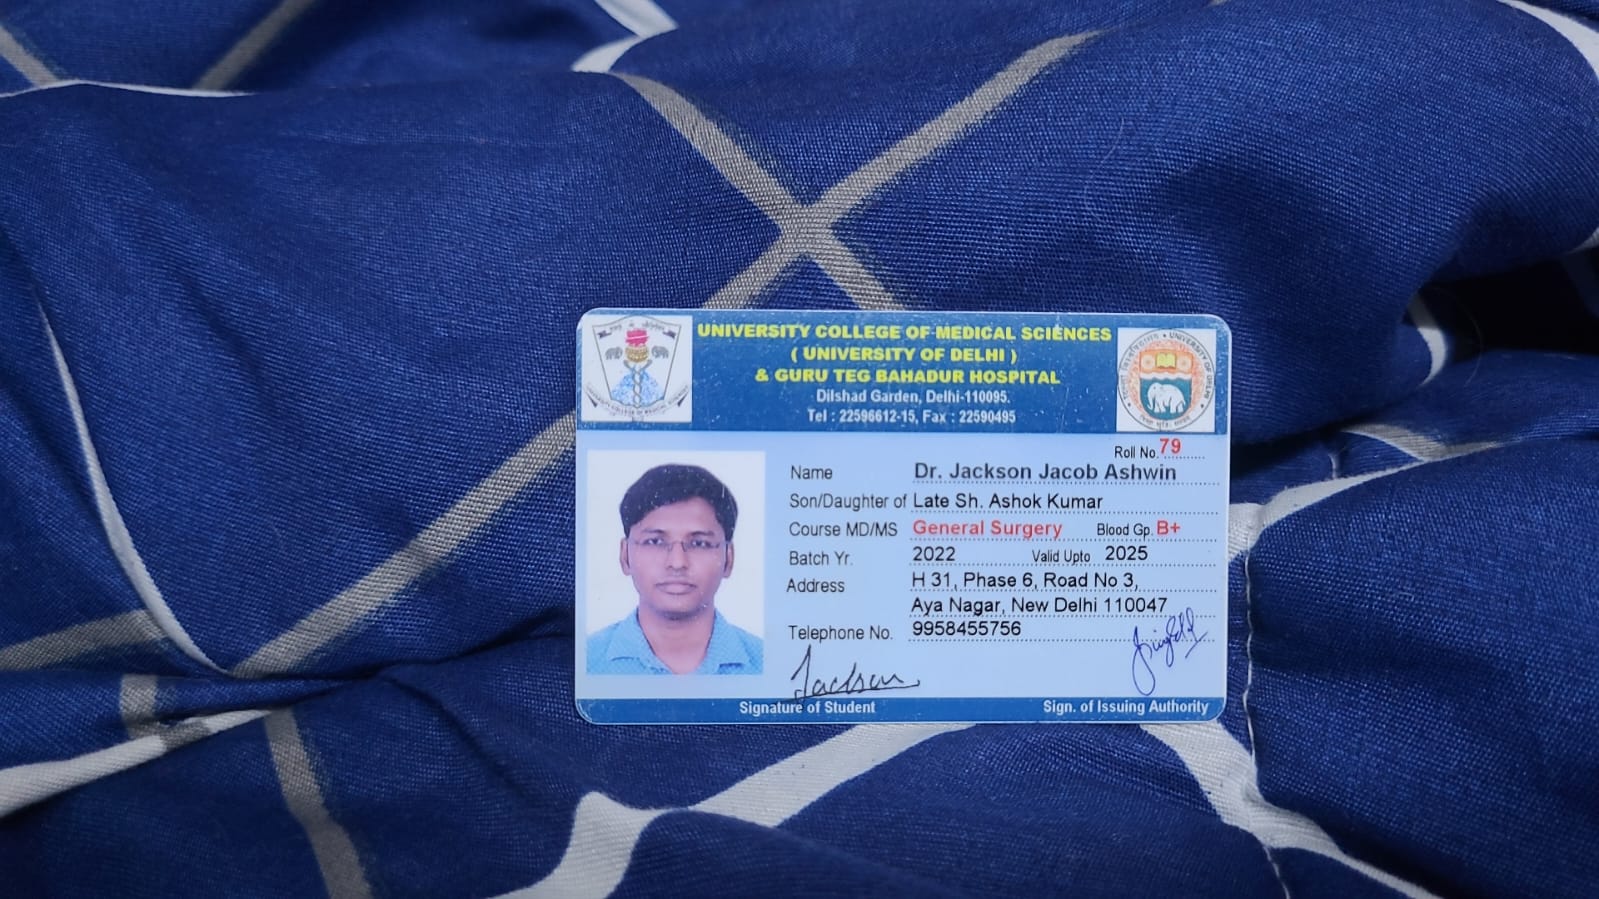 UNIVERSITY COLLEGE OF MEDICAL SCIENCES
( UNIVERSITY OF DELHI )
& GURU TEG BAHADUR HOSPITAL
Dilshad Garden, Delhi-110095.
Tel : 22596612-15, Fax : 22590495
Roll No. 79
Name Dr. Jackson Jacob Ashwin
Son/Daughter of Late Sh. Ashok Kumar
Course MD/MS General Surgery Blood Gp. B+
Batch Yr. 2022 Valid Upto 2025
Address H 31, Phase 6, Road No 3,
Aya Nagar, New Delhi 110047
Telephone No. 9958455756
Jackson
Signature of Student Sign. of Issuing Authority